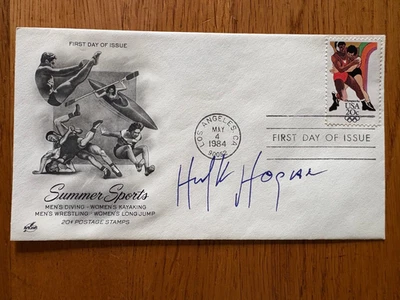 FIRST DAY OF ISSUE
USA
20c
LOS ANGELES, CA
MAY
4
1984
90052
FIRST DAY OF ISSUE
Summer Sports
MEN'S DIVING · WOMEN'S KAYAKING
MEN'S WRESTLING · WOMEN'S LONG JUMP
20¢ POSTAGE STAMPS
Hulk Hogan